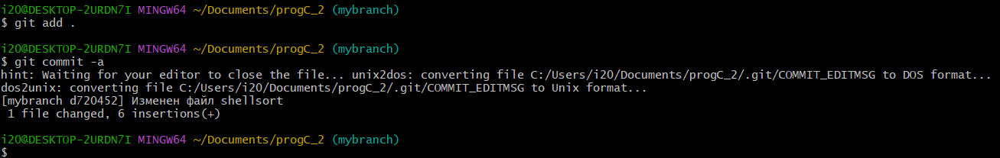 i20@DESKTOP-2URDN7I MINGW64 ~/Documents/progC_2 (mybranch)
$ git add .
i20@DESKTOP-2URDN7I MINGW64 ~/Documents/progC_2 (mybranch)
$ git commit -a
hint: Waiting for your editor to close the file... unix2dos: converting file C:/Users/i20/Documents/progC_2/.git/COMMIT_EDITMSG to DOS format...
dos2unix: converting file C:/Users/i20/Documents/progC_2/.git/COMMIT_EDITMSG to Unix format...
[mybranch d720452] Изменен файл shellsort
 1 file changed, 6 insertions(+)
i20@DESKTOP-2URDN7I MINGW64 ~/Documents/progC_2 (mybranch)
$